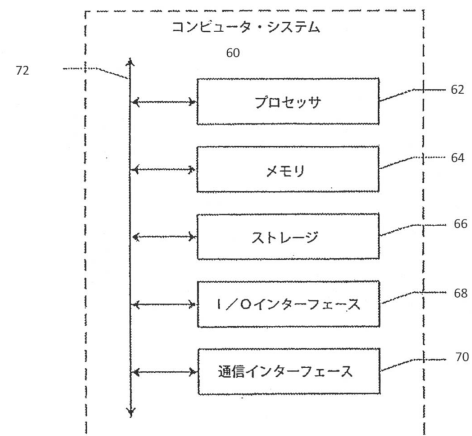 コンピュータ・システム
60
72
プロセッサ
62
メモリ
64
ストレージ
66
I/Oインターフェース
68
通信インターフェース
70